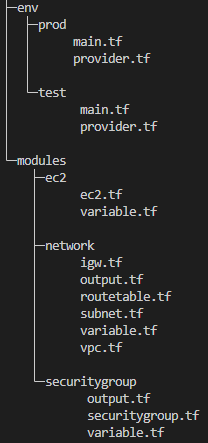 env
prod
main.tf
provider.tf
test
main.tf
provider.tf
modules
ec2
ec2.tf
variable.tf
network
igw.tf
output.tf
routetable.tf
subnet.tf
variable.tf
vpc.tf
securitygroup
output.tf
securitygroup.tf
variable.tf